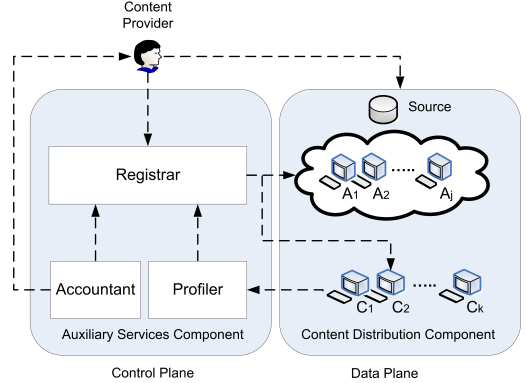 Content
Provider
Source
Registrar
A1 A2 ..... Aj
Accountant
Profiler
C1 C2 ..... Ck
Auxiliary Services Component
Content Distribution Component
Control Plane
Data Plane